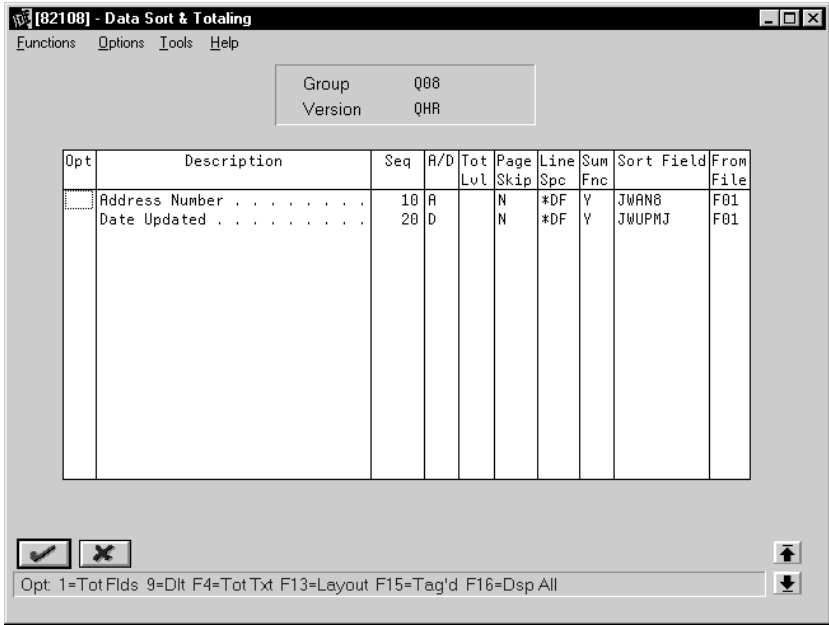 [82108] - Data Sort & Totaling
Functions Options Tools Help
Group Q08
Version QHR
Opt Description Seq A/D Tot Page Line Sum Sort Field From
Lvl Skip Spc Fnc File
Address Number . . . . . . . . 10 A N *DF Y JWAN8 F01
Date Updated . . . . . . . . . 20 D N *DF Y JWUPMJ F01
Opt: 1=Tot Flds 9=Dlt F4=Tot Txt F13=Layout F15=Tag'd F16=Dsp All